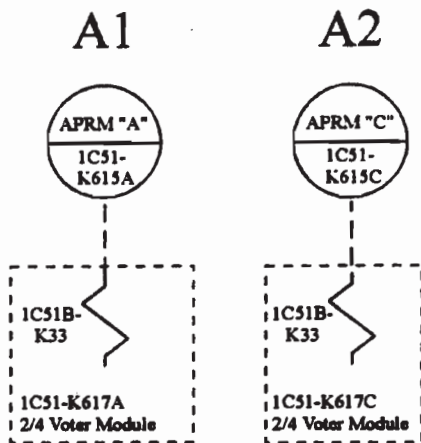 A1
A2
APRM "A"
1C51-
K615A
APRM "C"
1C51-
K615C
1C51B-
K33
1C51B-
K33
1C51-K617A
2/4 Voter Module
1C51-K617C
2/4 Voter Module